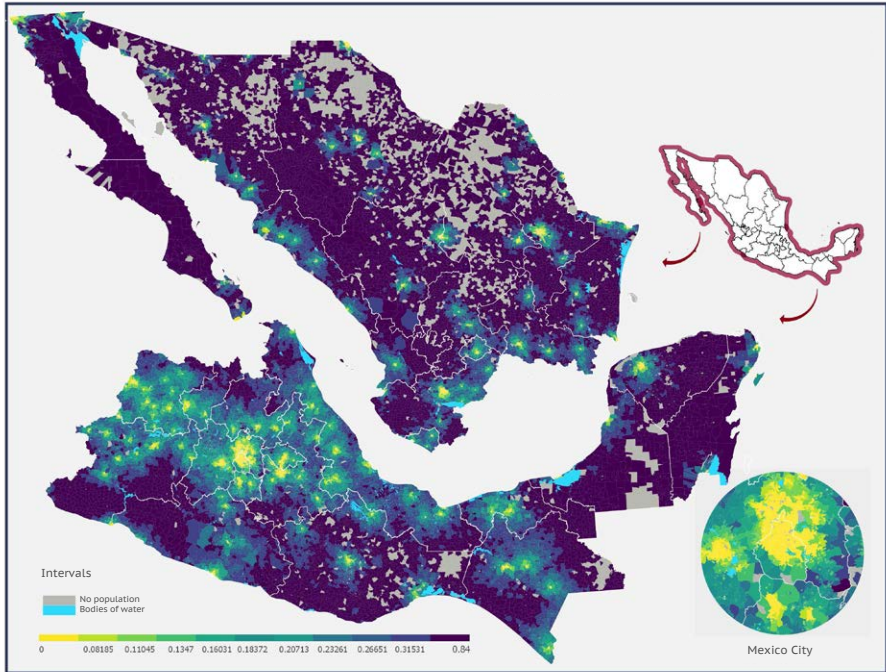 Intervals
No population
Bodies of water
0 0.08185 0.11045 0.1347 0.16031 0.18372 0.20713 0.23261 0.26651 0.31531 0.84
Mexico City